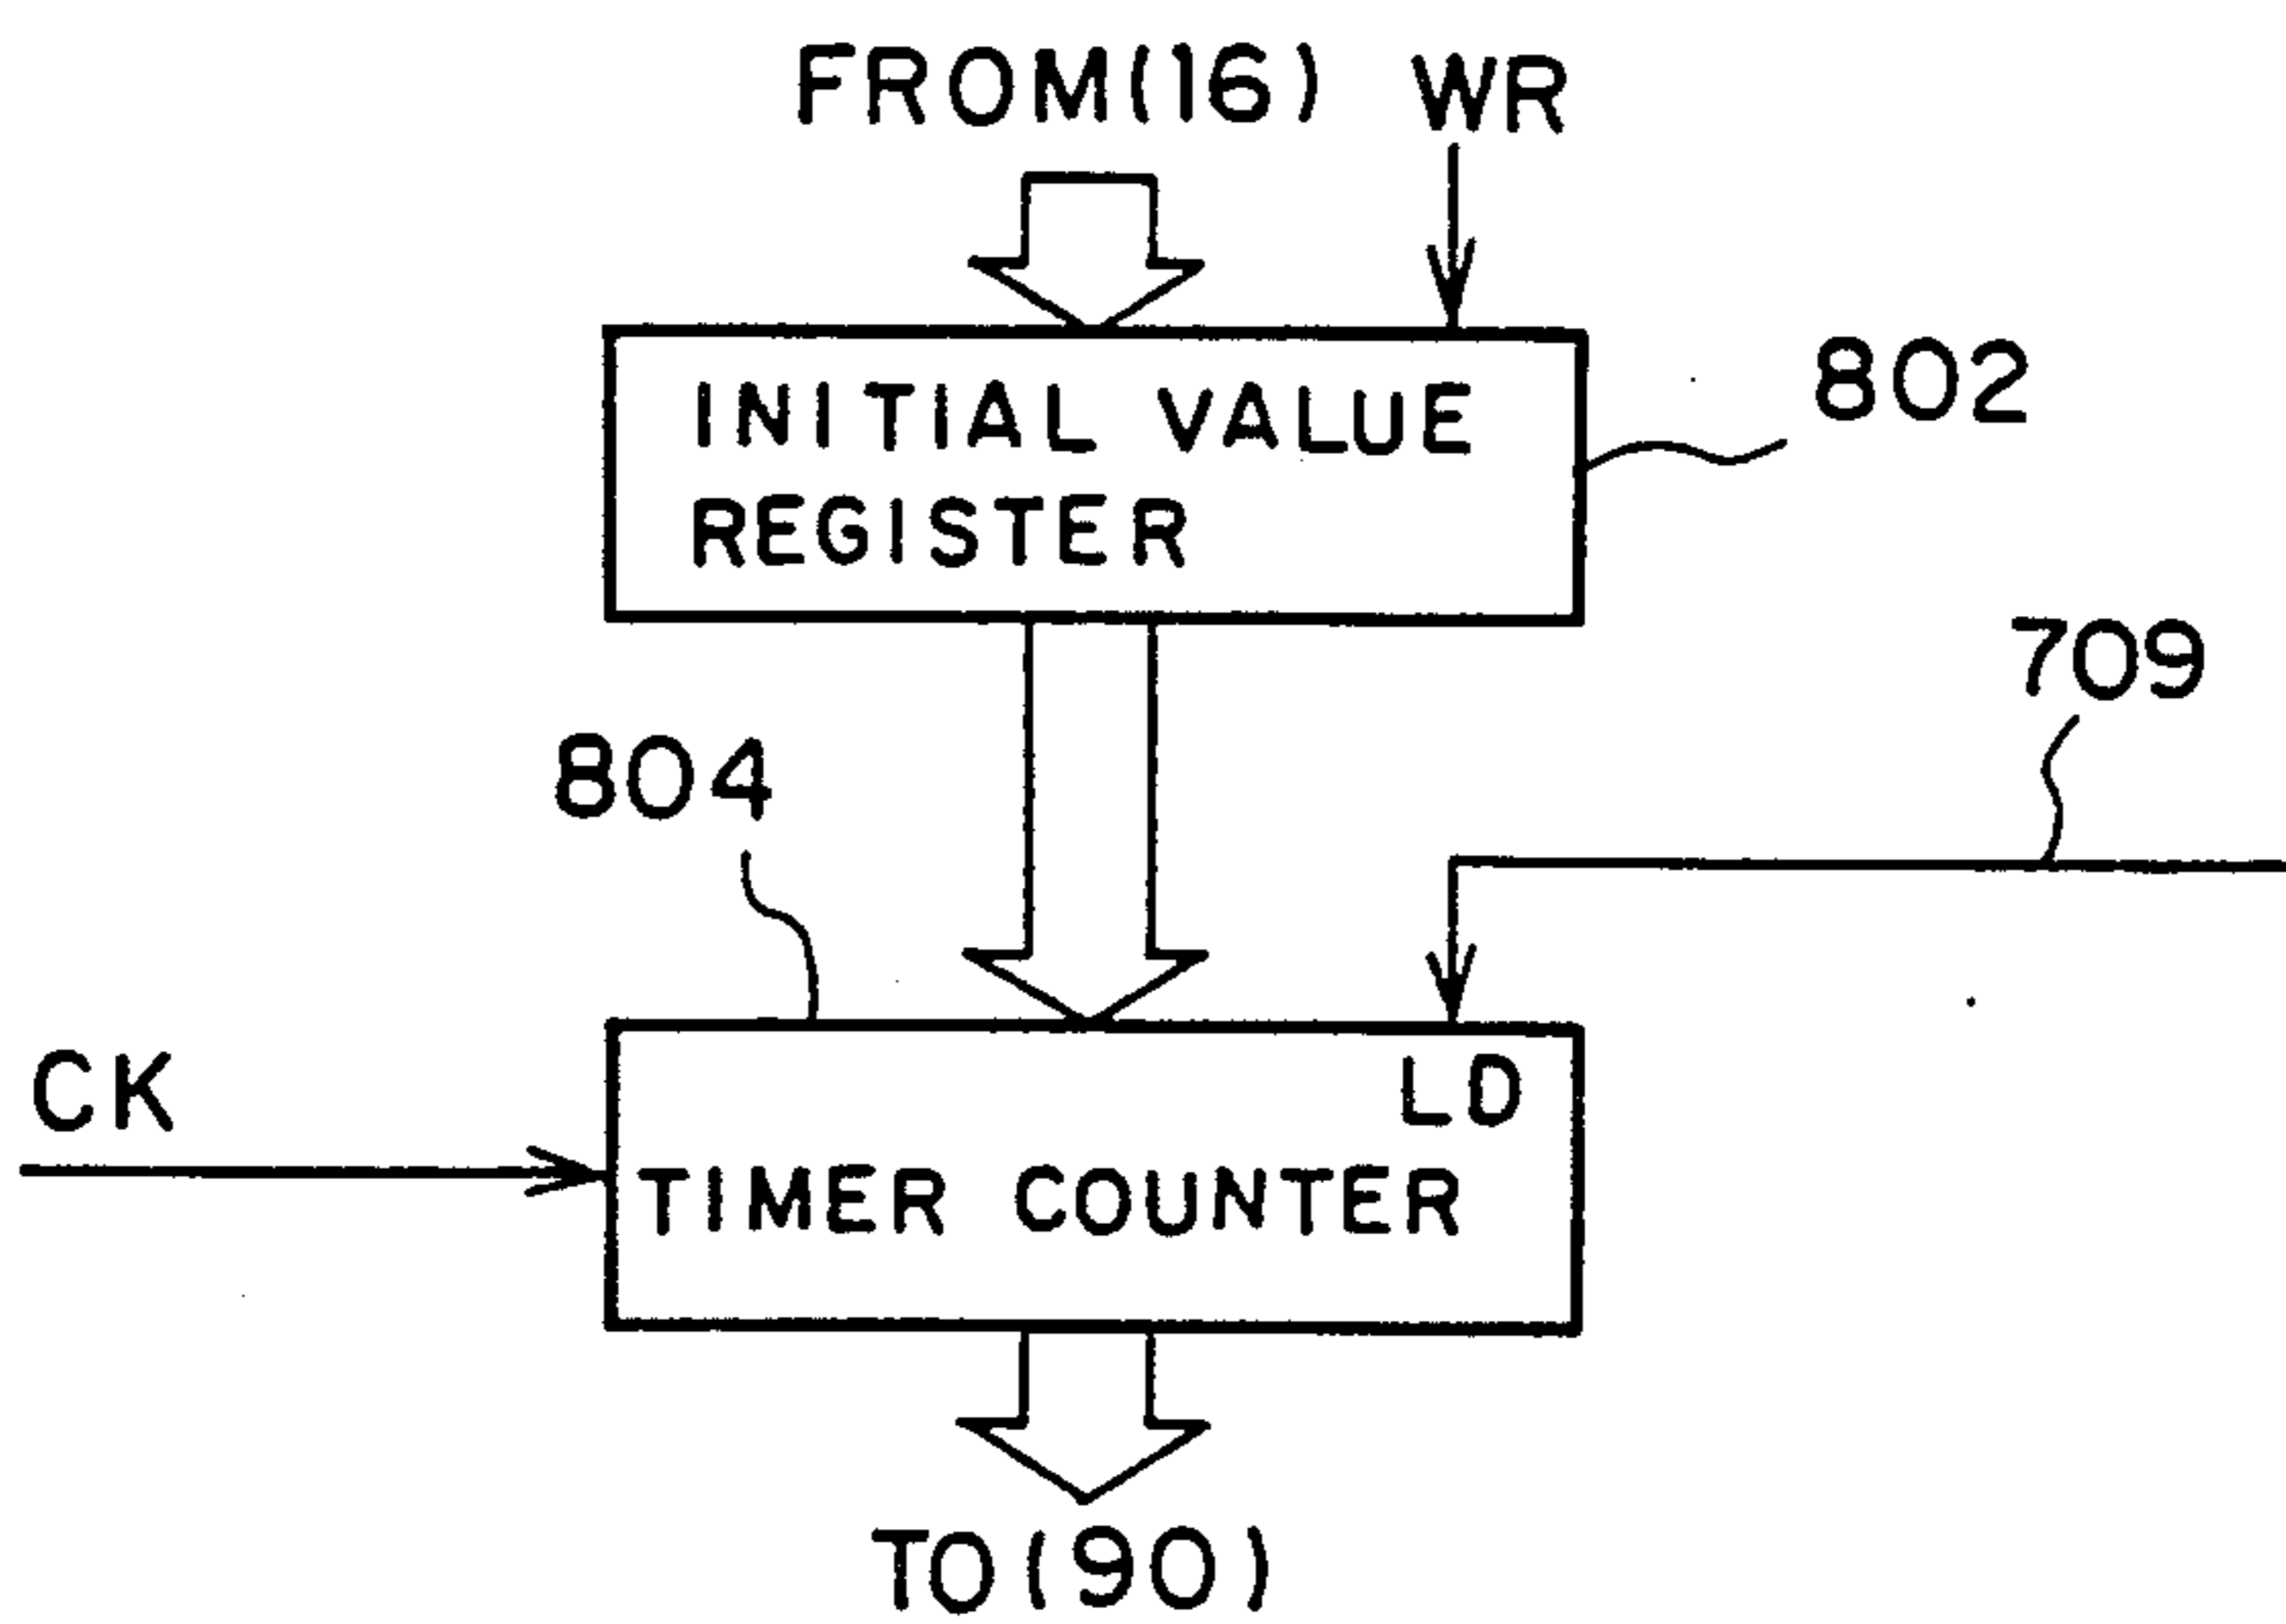 FROM(16) WR
INITIAL VALUE
REGISTER
802
709
804
CK
LD
TIMER COUNTER
TO(90)